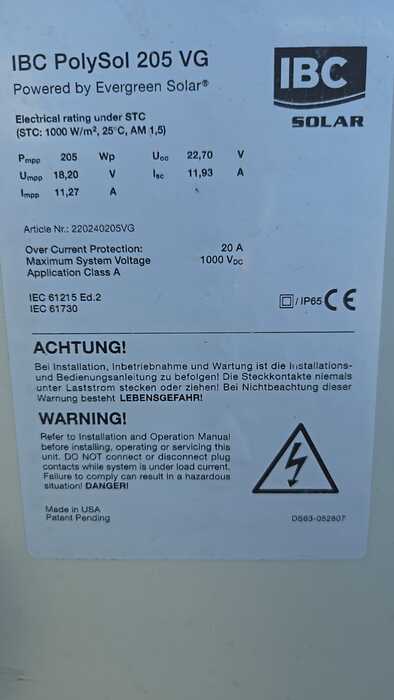 IBC PolySol 205 VG
Powered by Evergreen Solar®
IBC
SOLAR
Electrical rating under STC
(STC: 1000 W/m², 25°C, AM 1,5)
Pmpp 205 Wp Uoo 22,70 V
Umpp 18,20 V Isc 11,93 A
Impp 11,27 A
Article Nr.: 220240205VG
Over Current Protection: 20 A
Maximum System Voltage 1000 VDC
Application Class A
IEC 61215 Ed.2
IEC 61730
/ IP65 CE
ACHTUNG!
Bei Installation, Inbetriebnahme und Wartung ist die Installations-
und Bedienungsanleitung zu befolgen! Die Steckkontakte niemals
unter Laststrom stecken oder ziehen! Bei Nichtbeachtung dieser
Warnung besteht LEBENSGEFAHR!
WARNING!
Refer to Installation and Operation Manual
before installing, operating or servicing this
unit. DO NOT connect or disconnect plug
contacts while system is under load current.
Failure to comply can result in a hazardous
situation! DANGER!
Made in USA
Patent Pending
DS63-052807